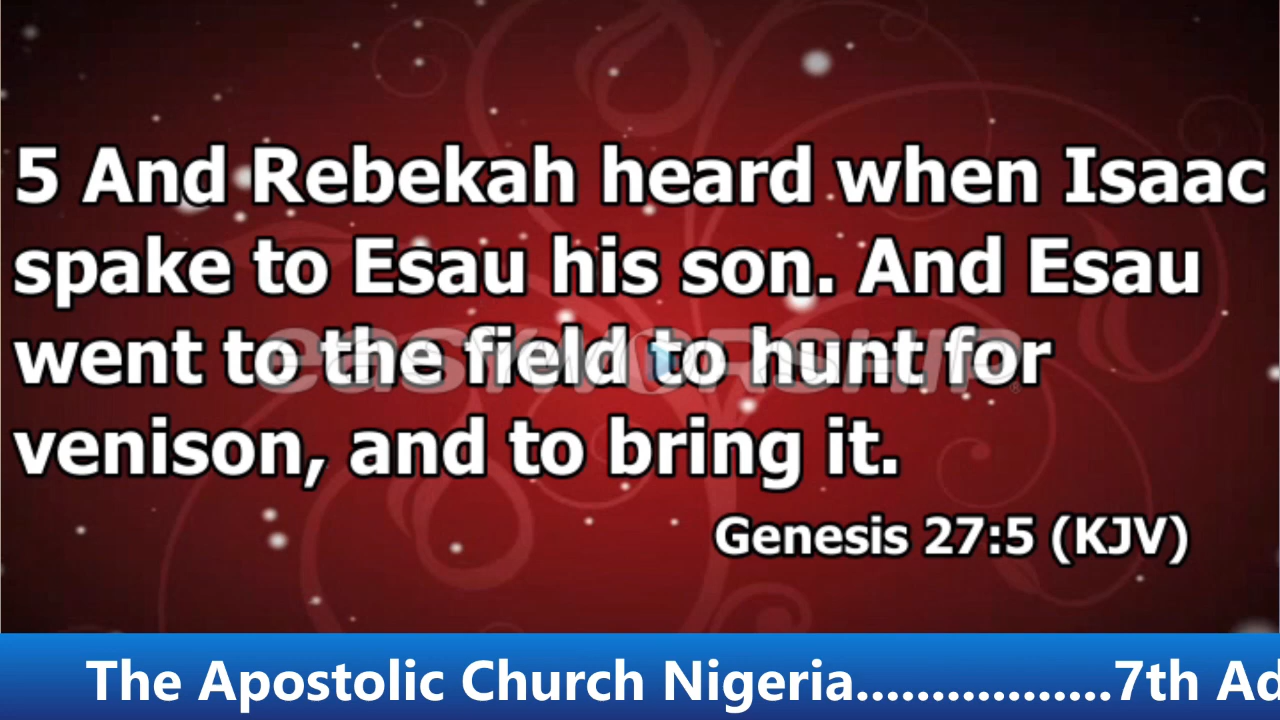 5 And Rebekah heard when Isaac
spake to Esau his son. And Esau
went to the field to hunt for
venison, and to bring it.
Genesis 27:5 (KJV)
easyWORSHIP®
The Apostolic Church Nigeria.................7th Ad